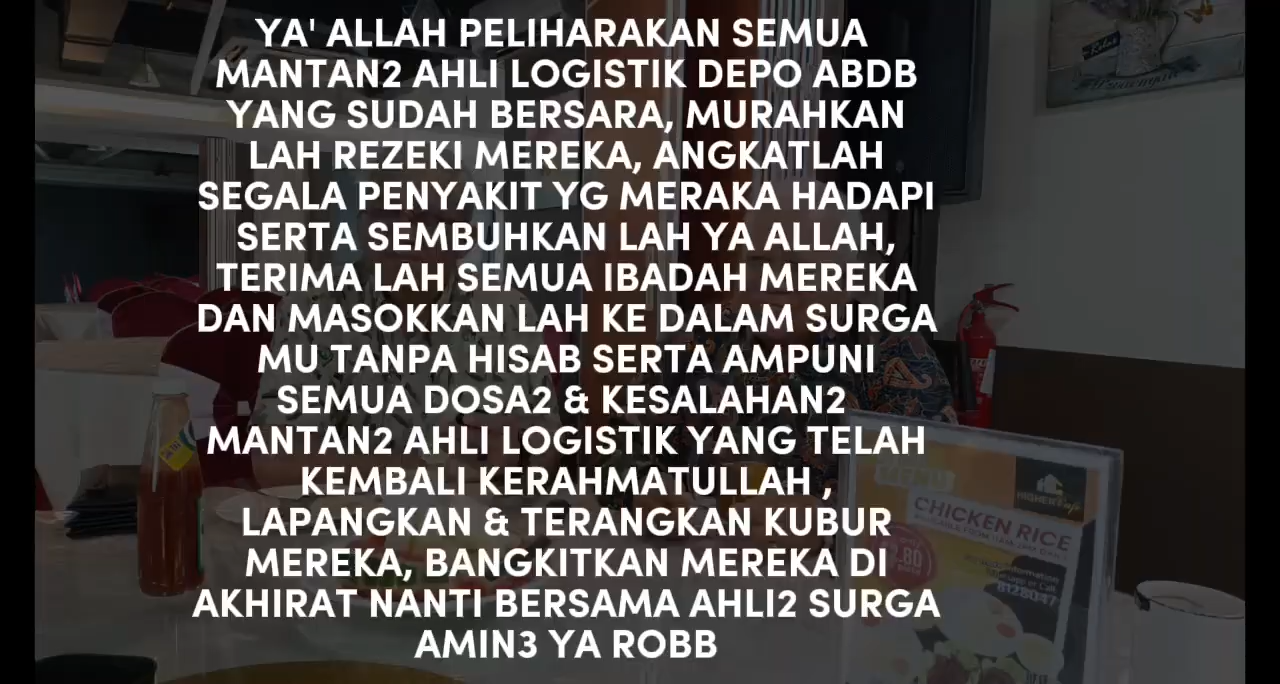 YA' ALLAH PELIHARAKAN SEMUA
MANTAN2 AHLI LOGISTIK DEPO ABDB
YANG SUDAH BERSARA, MURAHKAN
LAH REZEKI MEREKA, ANGKATLAH
SEGALA PENYAKIT YG MERAKA HADAPI
SERTA SEMBUHKAN LAH YA ALLAH,
TERIMA LAH SEMUA IBADAH MEREKA
DAN MASOKKAN LAH KE DALAM SURGA
MU TANPA HISAB SERTA AMPUNI
SEMUA DOSA2 & KESALAHAN2
MANTAN2 AHLI LOGISTIK YANG TELAH
KEMBALI KERAHMATULLAH ,
LAPANGKAN & TERANGKAN KUBUR
MEREKA, BANGKITKAN MEREKA DI
AKHIRAT NANTI BERSAMA AHLI2 SURGA
AMIN3 YA ROBB
CHICKEN RICE
.80
8128047